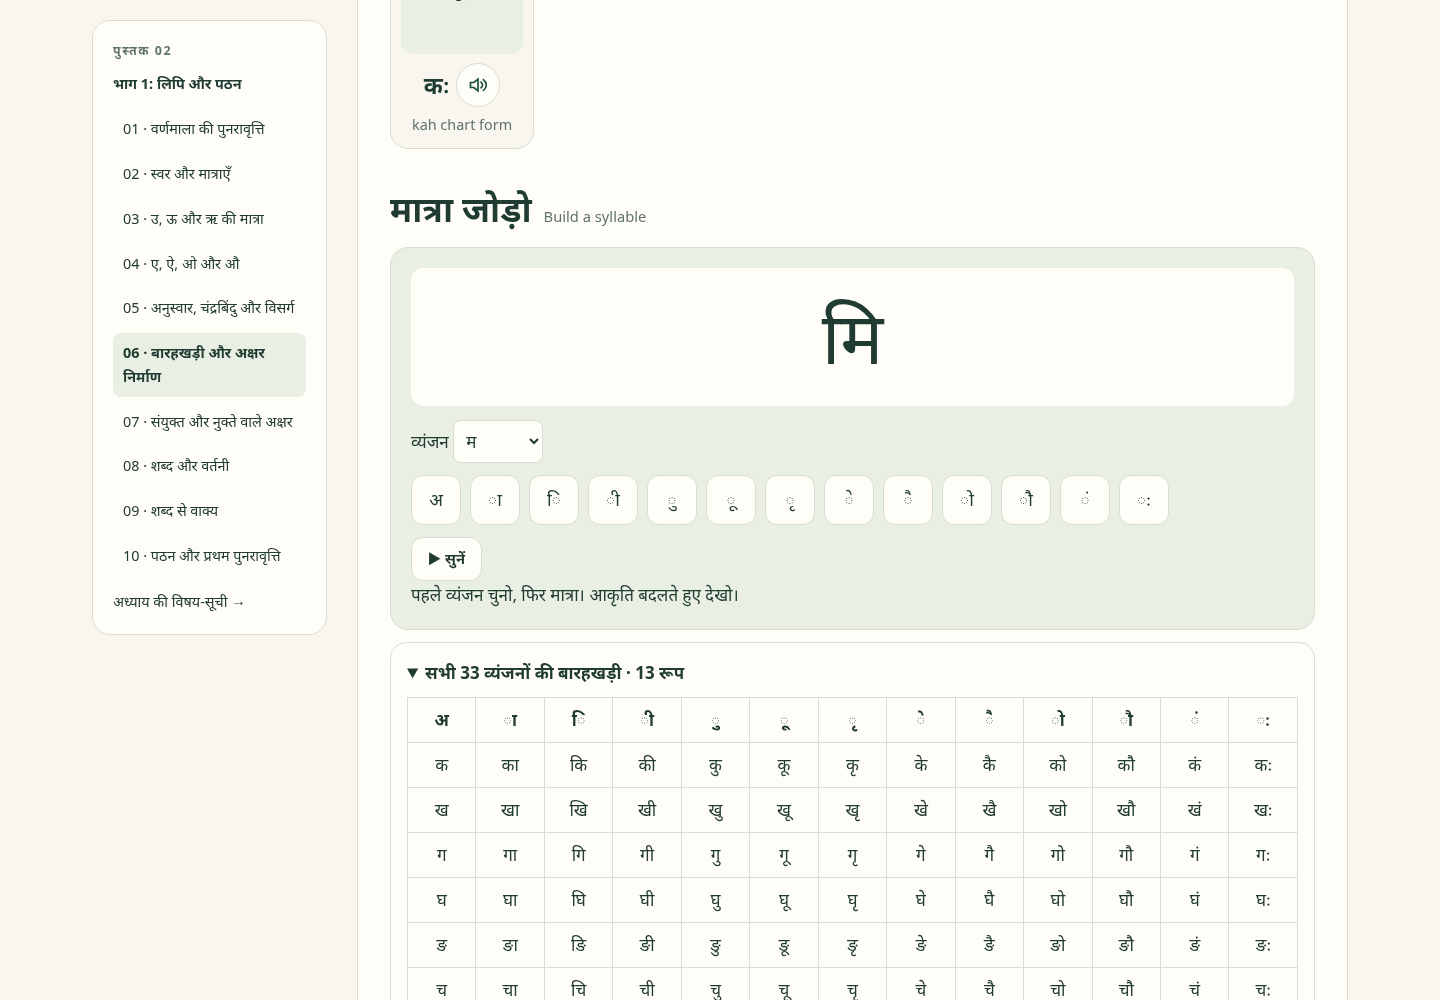 पुस्तक 02
भाग 1: लिपि और पठन
01 · वर्णमाला की पुनरावृत्ति
02 · स्वर और मात्राएँ
03 · उ, ऊ और ऋ की मात्रा
04 · ए, ऐ, ओ और औ
05 · अनुस्वार, चंद्रबिंदु और विसर्ग
06 · बारहखड़ी और अक्षर
निर्माण
07 · संयुक्त और नुक्ते वाले अक्षर
08 · शब्द और वर्तनी
09 · शब्द से वाक्य
10 · पठन और प्रथम पुनरावृत्ति
अध्याय की विषय-सूची →
कः
kah chart form
मात्रा जोड़ो Build a syllable
मि
व्यंजन म
अ ा ि ी ु ू ृ े ै ो ौ ं ः
▶ सुनें
पहले व्यंजन चुनो, फिर मात्रा। आकृति बदलते हुए देखो।
▼ सभी 33 व्यंजनों की बारहखड़ी · 13 रूप
अ ा ि ी ु ू ृ े ै ो ौ ं ः
क का कि की कु कू कृ के कै को कौ कं कः
ख खा खि खी खु खू खृ खे खै खो खौ खं खः
ग गा गि गी गु गू गृ गे गै गो गौ गं गः
घ घा घि घी घु घू घृ घे घै घो घौ घं घः
ङ ङा ङि ङी ङु ङू ङृ ङे ङै ङो ङौ ङं ङः
च चा चि ची चु चू चृ चे चै चो चौ चं चः